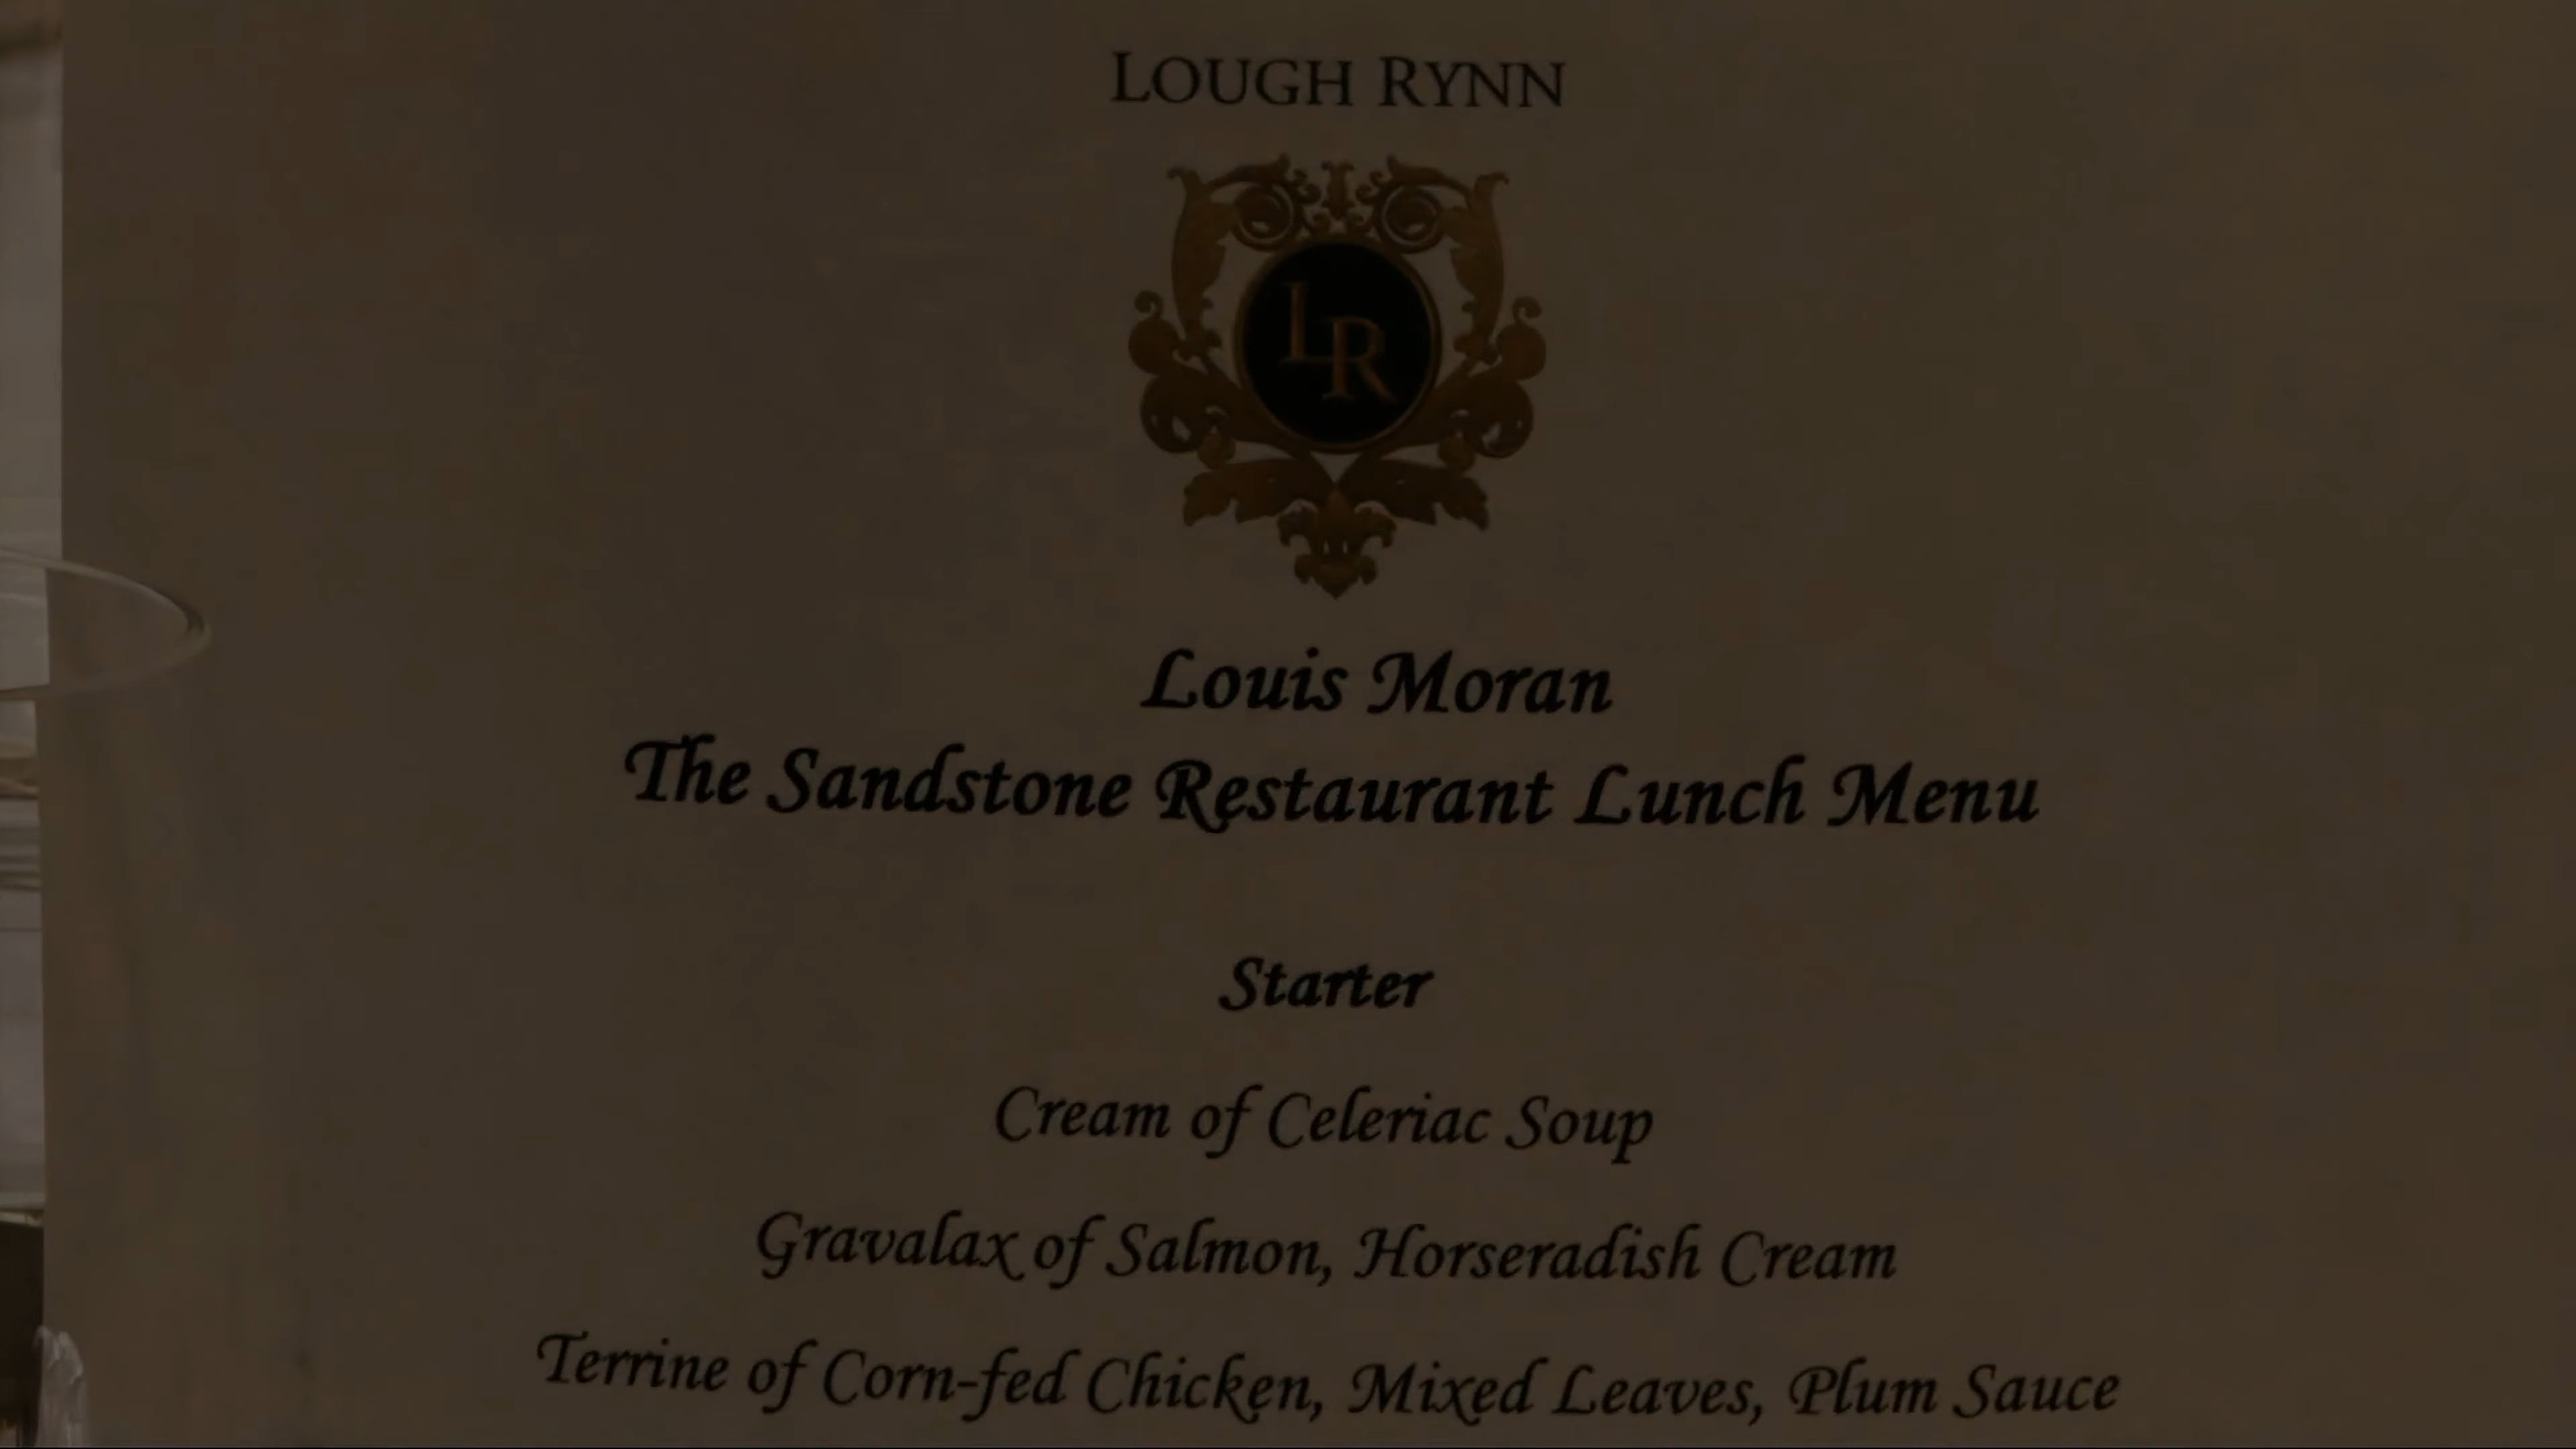 LOUGH RYNN
LR
Louis Moran
The Sandstone Restaurant Lunch Menu
Starter
Cream of Celeriac Soup
Gravalax of Salmon, Horseradish Cream
Terrine of Corn-fed Chicken, Mixed Leaves, Plum Sauce